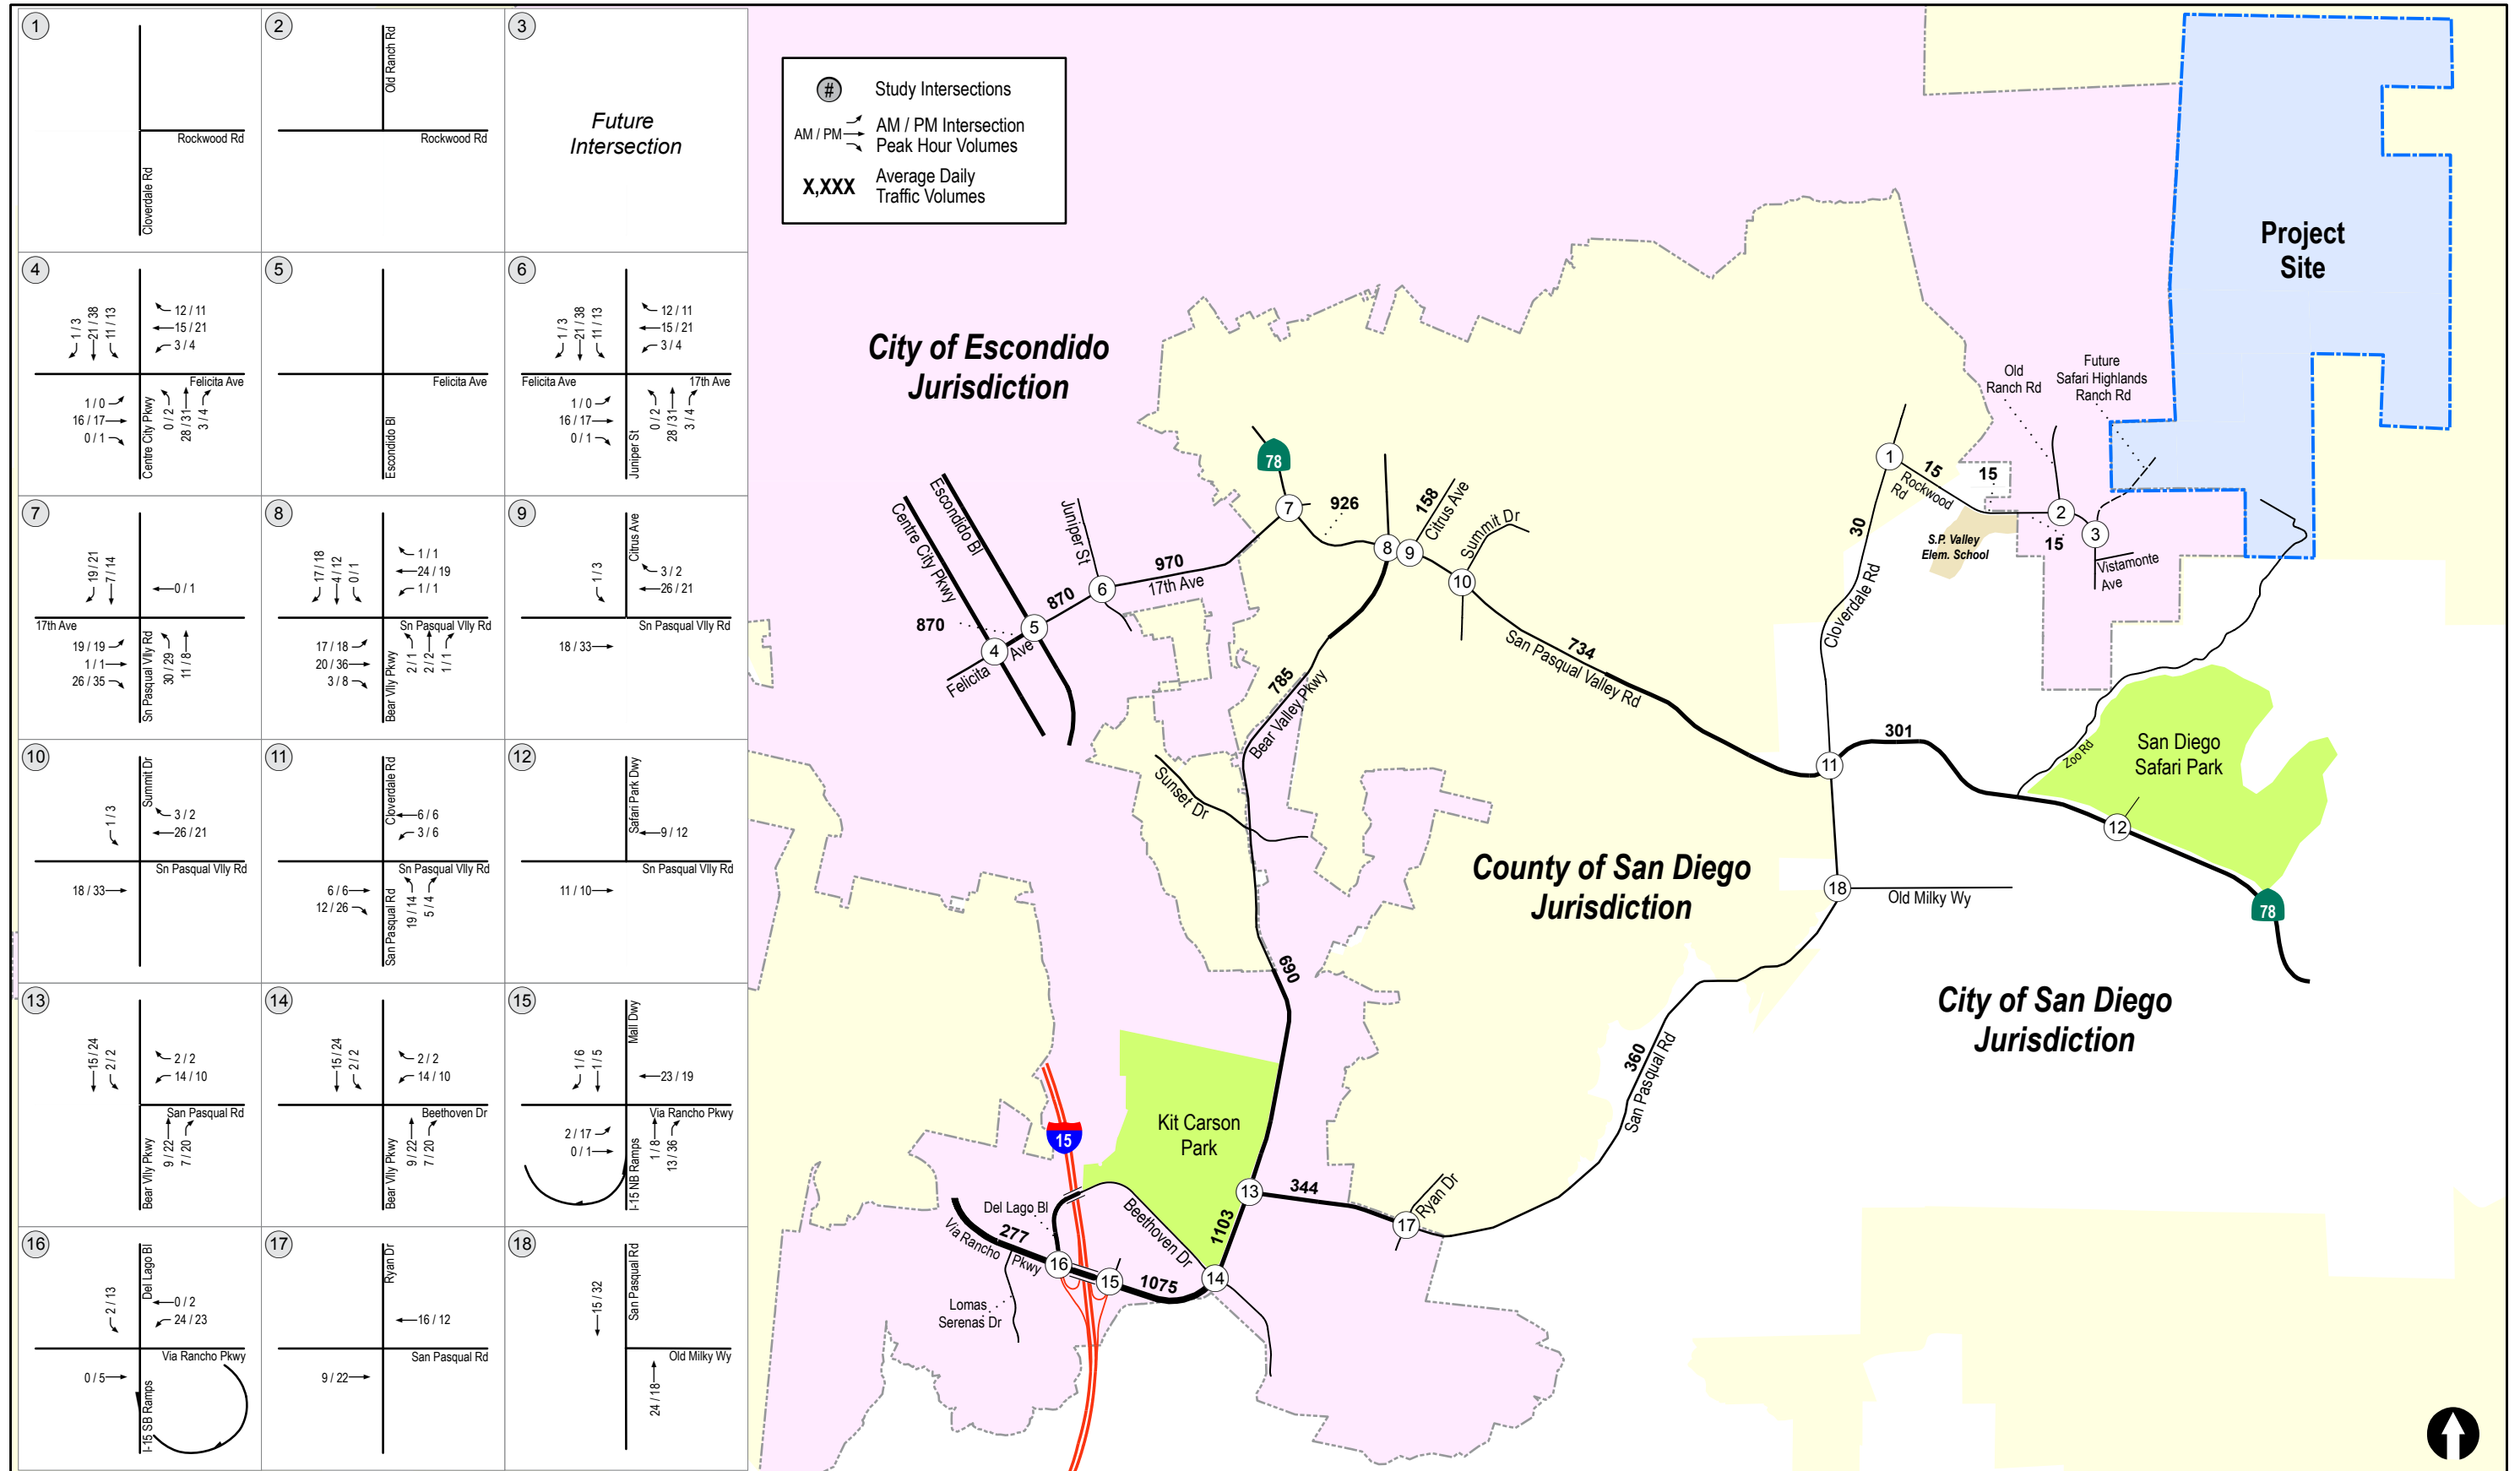 1
Rockwood Rd
Cloverdale Rd
2
Old Ranch Rd
Rockwood Rd
3
Future
Intersection
4
1 / 3
21 / 38
11 / 13
12 / 11
15 / 21
3 / 4
Felicita Ave
1 / 0
16 / 17
0 / 1
Centre City Pkwy
0 / 2
28 / 31
3 / 4
5
Felicita Ave
Escondido Bl
6
1 / 3
21 / 38
11 / 13
12 / 11
15 / 21
3 / 4
Felicita Ave
17th Ave
1 / 0
16 / 17
0 / 1
Juniper St
0 / 2
28 / 31
3 / 4
7
19 / 21
7 / 14
0 / 1
17th Ave
19 / 19
1 / 1
26 / 35
Sn Pasqual Vlly Rd
30 / 29
11 / 8
8
17 / 18
4 / 12
0 / 1
1 / 1
24 / 19
1 / 1
Sn Pasqual Vlly Rd
17 / 18
20 / 36
3 / 8
Bear Vlly Pkwy
2 / 1
2 / 2
1 / 1
9
Citrus Ave
1 / 3
3 / 2
26 / 21
Sn Pasqual Vlly Rd
18 / 33
10
Summit Dr
1 / 3
3 / 2
26 / 21
Sn Pasqual Vlly Rd
18 / 33
11
Cloverdale Rd
6 / 6
3 / 6
Sn Pasqual Vlly Rd
6 / 6
12 / 26
San Pasqual Rd
19 / 14
5 / 4
12
Safari Park Dwy
9 / 12
Sn Pasqual Vlly Rd
11 / 10
13
15 / 24
2 / 2
2 / 2
14 / 10
San Pasqual Rd
Bear Vlly Pkwy
9 / 22
7 / 20
14
15 / 24
2 / 2
2 / 2
14 / 10
Beethoven Dr
Bear Vlly Pkwy
9 / 22
7 / 20
15
Mall Dwy
1 / 6
1 / 5
23 / 19
Via Rancho Pkwy
2 / 17
0 / 1
I-15 NB Ramps
1 / 8
13 / 36
16
Del Lago Bl
2 / 13
0 / 2
24 / 23
Via Rancho Pkwy
0 / 5
I-15 SB Ramps
17
Ryan Dr
16 / 12
San Pasqual Rd
9 / 22
18
San Pasqual Rd
15 / 32
Old Milky Wy
24 / 18
#
Study Intersections
AM / PM
AM / PM Intersection
Peak Hour Volumes
X,XXX
Average Daily
Traffic Volumes
Project
Site
City of Escondido
Jurisdiction
Old
Ranch Rd
Future
Safari Highlands
Ranch Rd
78
7
926
8
9
158
Citrus Ave
Summit Dr
10
1
15
Rockwood
Rd
15
2
15
3
S.P. Valley
Elem. School
Vistamonte
Ave
30
Cloverdale Rd
Escondido Bl
Centre City Pkwy
Juniper St
970
17th Ave
6
870
870
5
4
Felicita
Ave
785
Bear Valley Pkwy
734
San Pasqual Valley Rd
11
301
Zoo Rd
San Diego
Safari Park
12
78
Sunset Dr
County of San Diego
Jurisdiction
18
Old Milky Wy
690
City of San Diego
Jurisdiction
360
San Pasqual Rd
Kit Carson
Park
15
13
344
Ryan Dr
17
1103
Beethoven Dr
Del Lago Bl
277
Via Rancho
Pkwy
16
15
1075
14
Lomas
Serenas Dr